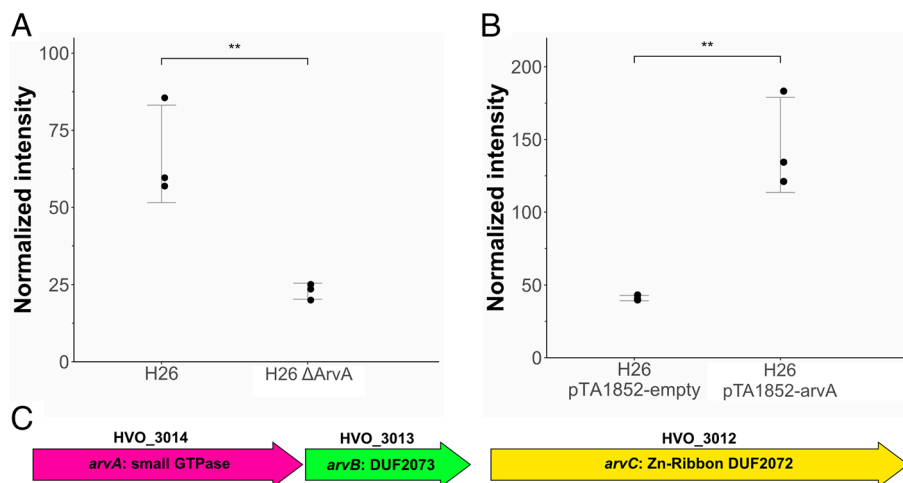 A
Normalized intensity
100
75
50
25
0
**
H26
H26 ΔArvA
B
Normalized intensity
200
150
100
50
0
**
H26
pTA1852-empty
H26
pTA1852-arvA
C
HVO_3014
arvA: small GTPase
HVO_3013
arvB: DUF2073
HVO_3012
arvC: Zn-Ribbon DUF2072